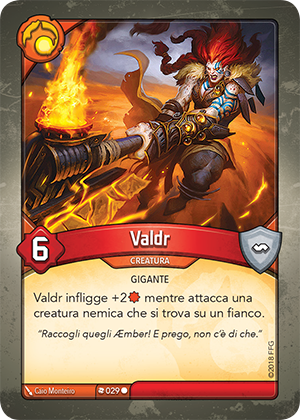 Valdr
CREATURA
6
GIGANTE
Valdr infligge +2 mentre attacca una
creatura nemica che si trova su un fianco.
“Raccogli quegli Æmber! E prego, non c’è di che.”
Caio Monteiro
029
©2018 FFG